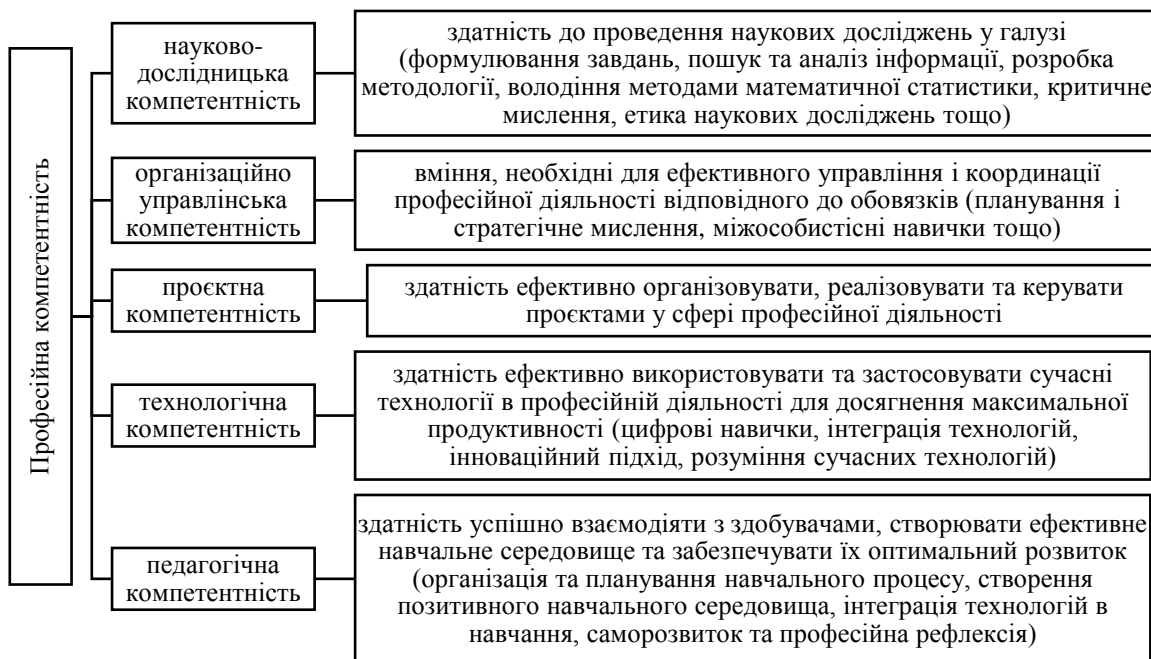 Професійна компетентність
науково-
дослідницька
компетентність
здатність до проведення наукових досліджень у галузі
(формулювання завдань, пошук та аналіз інформації, розробка
методології, володіння методами математичної статистики, критичне
мислення, етика наукових досліджень тощо)
організаційно
управлінська
компетентність
вміння, необхідні для ефективного управління і координації
професійної діяльності відповідного до обовязків (планування і
стратегічне мислення, міжособистісні навички тощо)
проєктна
компетентність
здатність ефективно організовувати, реалізовувати та керувати
проєктами у сфері професійної діяльності
технологічна
компетентність
здатність ефективно використовувати та застосовувати сучасні
технології в професійній діяльності для досягнення максимальної
продуктивності (цифрові навички, інтеграція технологій,
інноваційний підхід, розуміння сучасних технологій)
педагогічна
компетентність
здатність успішно взаємодіяти з здобувачами, створювати ефективне
навчальне середовище та забезпечувати їх оптимальний розвиток
(організація та планування навчального процесу, створення
позитивного навчального середовища, інтеграція технологій в
навчання, саморозвиток та професійна рефлексія)